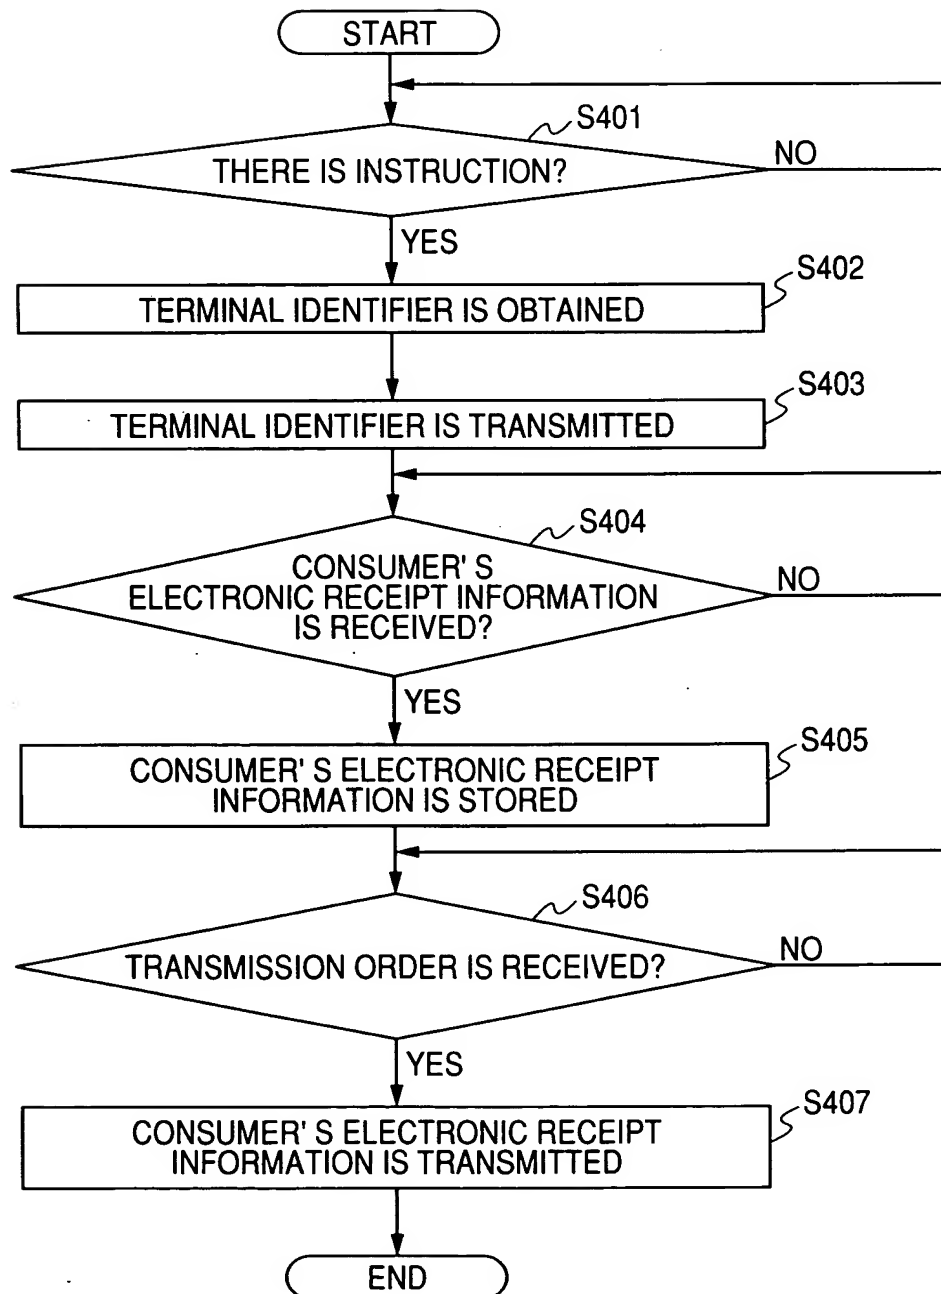 START
S401
THERE IS INSTRUCTION?
NO
YES
S402
TERMINAL IDENTIFIER IS OBTAINED
S403
TERMINAL IDENTIFIER IS TRANSMITTED
S404
CONSUMER' S
ELECTRONIC RECEIPT INFORMATION
IS RECEIVED?
NO
YES
S405
CONSUMER' S ELECTRONIC RECEIPT
INFORMATION IS STORED
S406
TRANSMISSION ORDER IS RECEIVED?
NO
YES
S407
CONSUMER' S ELECTRONIC RECEIPT
INFORMATION IS TRANSMITTED
END